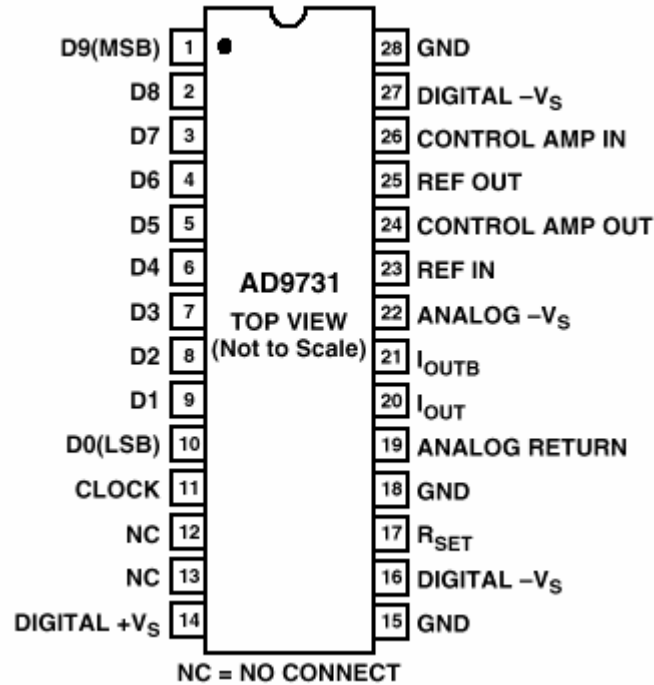 D9(MSB) 1 28 GND
D8 2 27 DIGITAL –VS
D7 3 26 CONTROL AMP IN
D6 4 25 REF OUT
D5 5 24 CONTROL AMP OUT
D4 6 23 REF IN
AD9731
D3 7 22 ANALOG –VS
TOP VIEW
(Not to Scale)
D2 8 21 IOUTB
D1 9 20 IOUT
D0(LSB) 10 19 ANALOG RETURN
CLOCK 11 18 GND
NC 12 17 RSET
NC 13 16 DIGITAL –VS
DIGITAL +VS 14 15 GND
NC = NO CONNECT